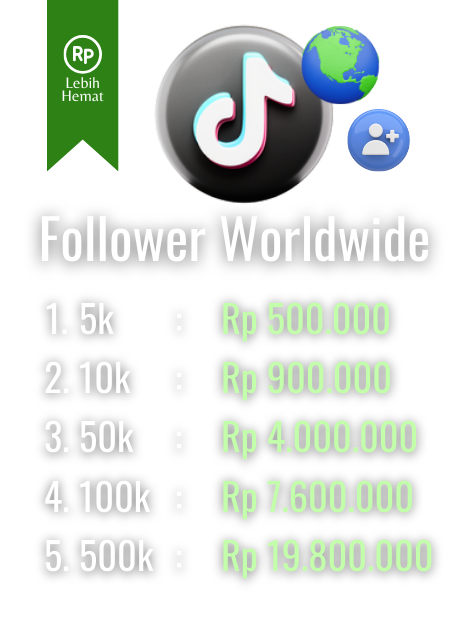 Rp
Lebih
Hemat
Follower Worldwide
1. 5k : Rp 500.000
2. 10k : Rp 900.000
3. 50k : Rp 4.000.000
4. 100k : Rp 7.600.000
5. 500k : Rp 19.800.000